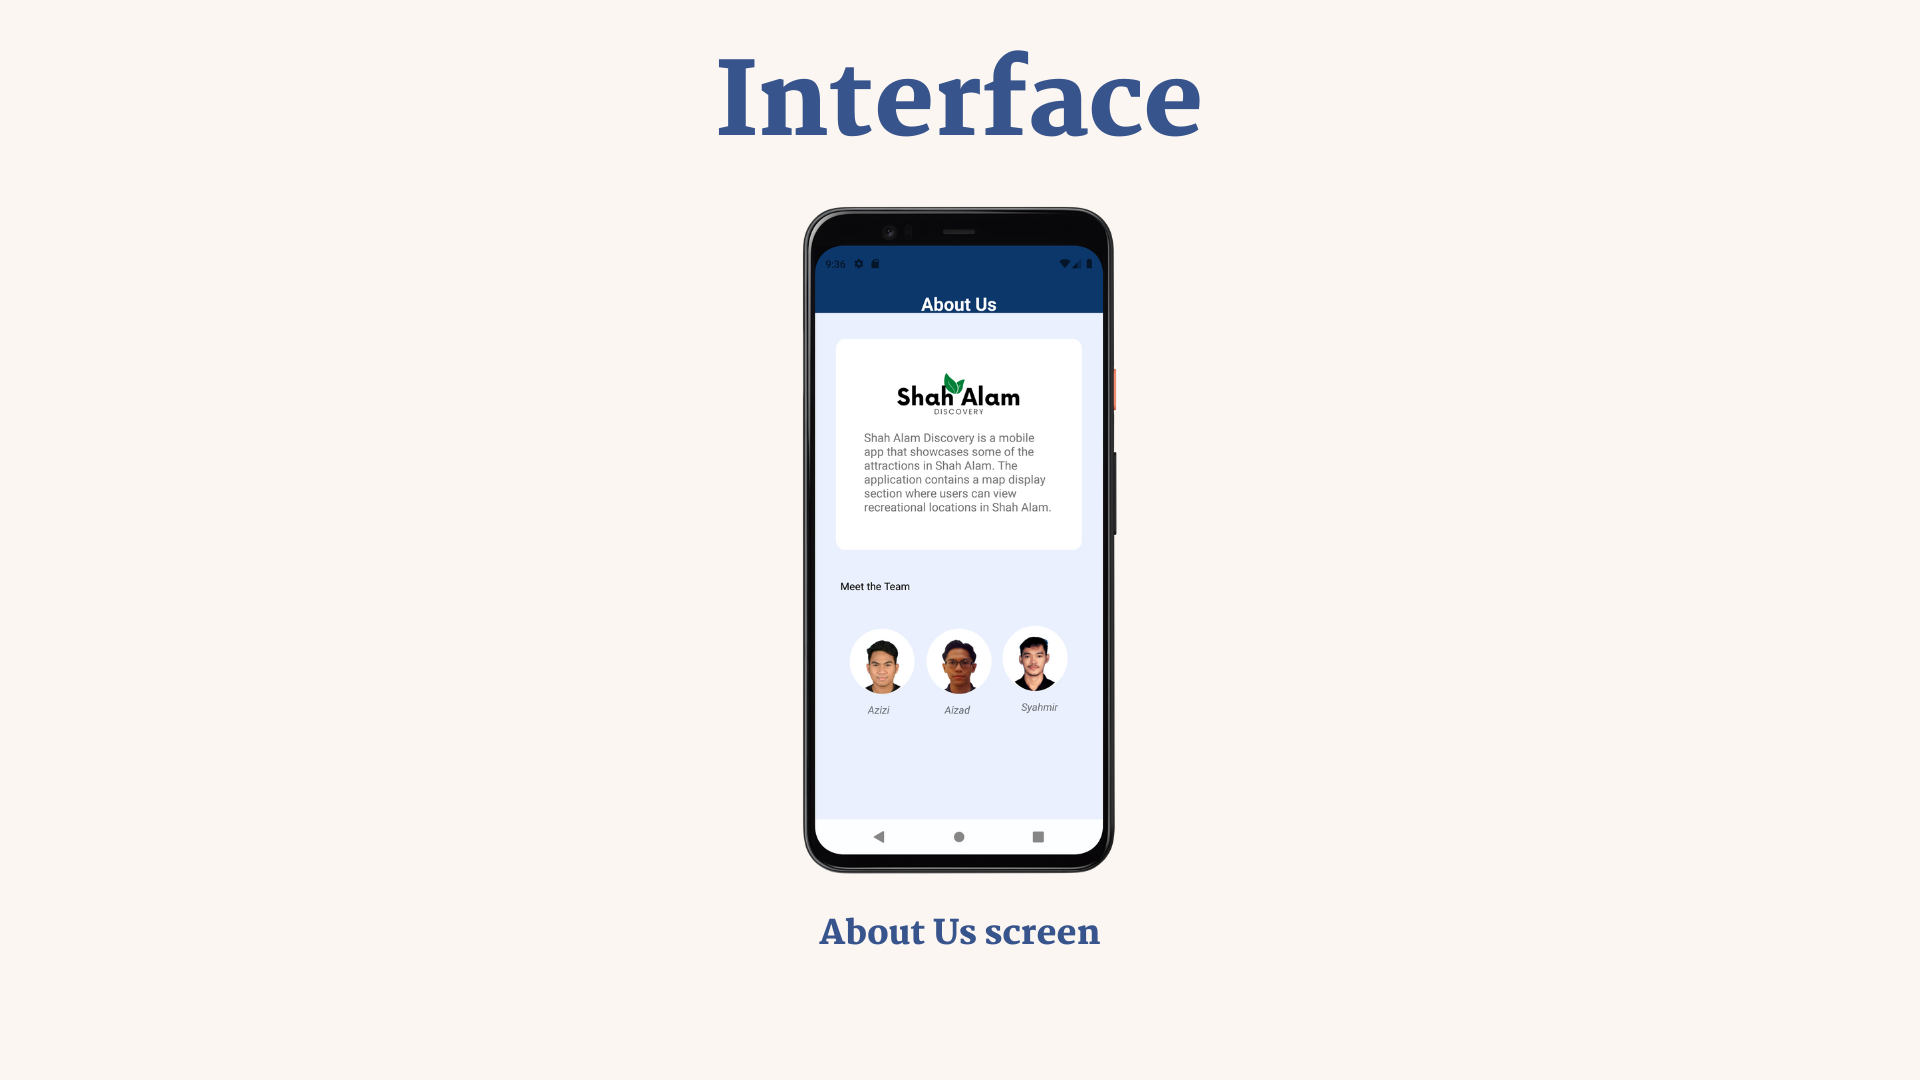 Interface
9:36
About Us
Shah Alam
DISCOVERY
Shah Alam Discovery is a mobile
app that showcases some of the
attractions in Shah Alam. The
application contains a map display
section where users can view
recreational locations in Shah Alam.
Meet the Team
Azizi Aizad Syahmir
About Us screen